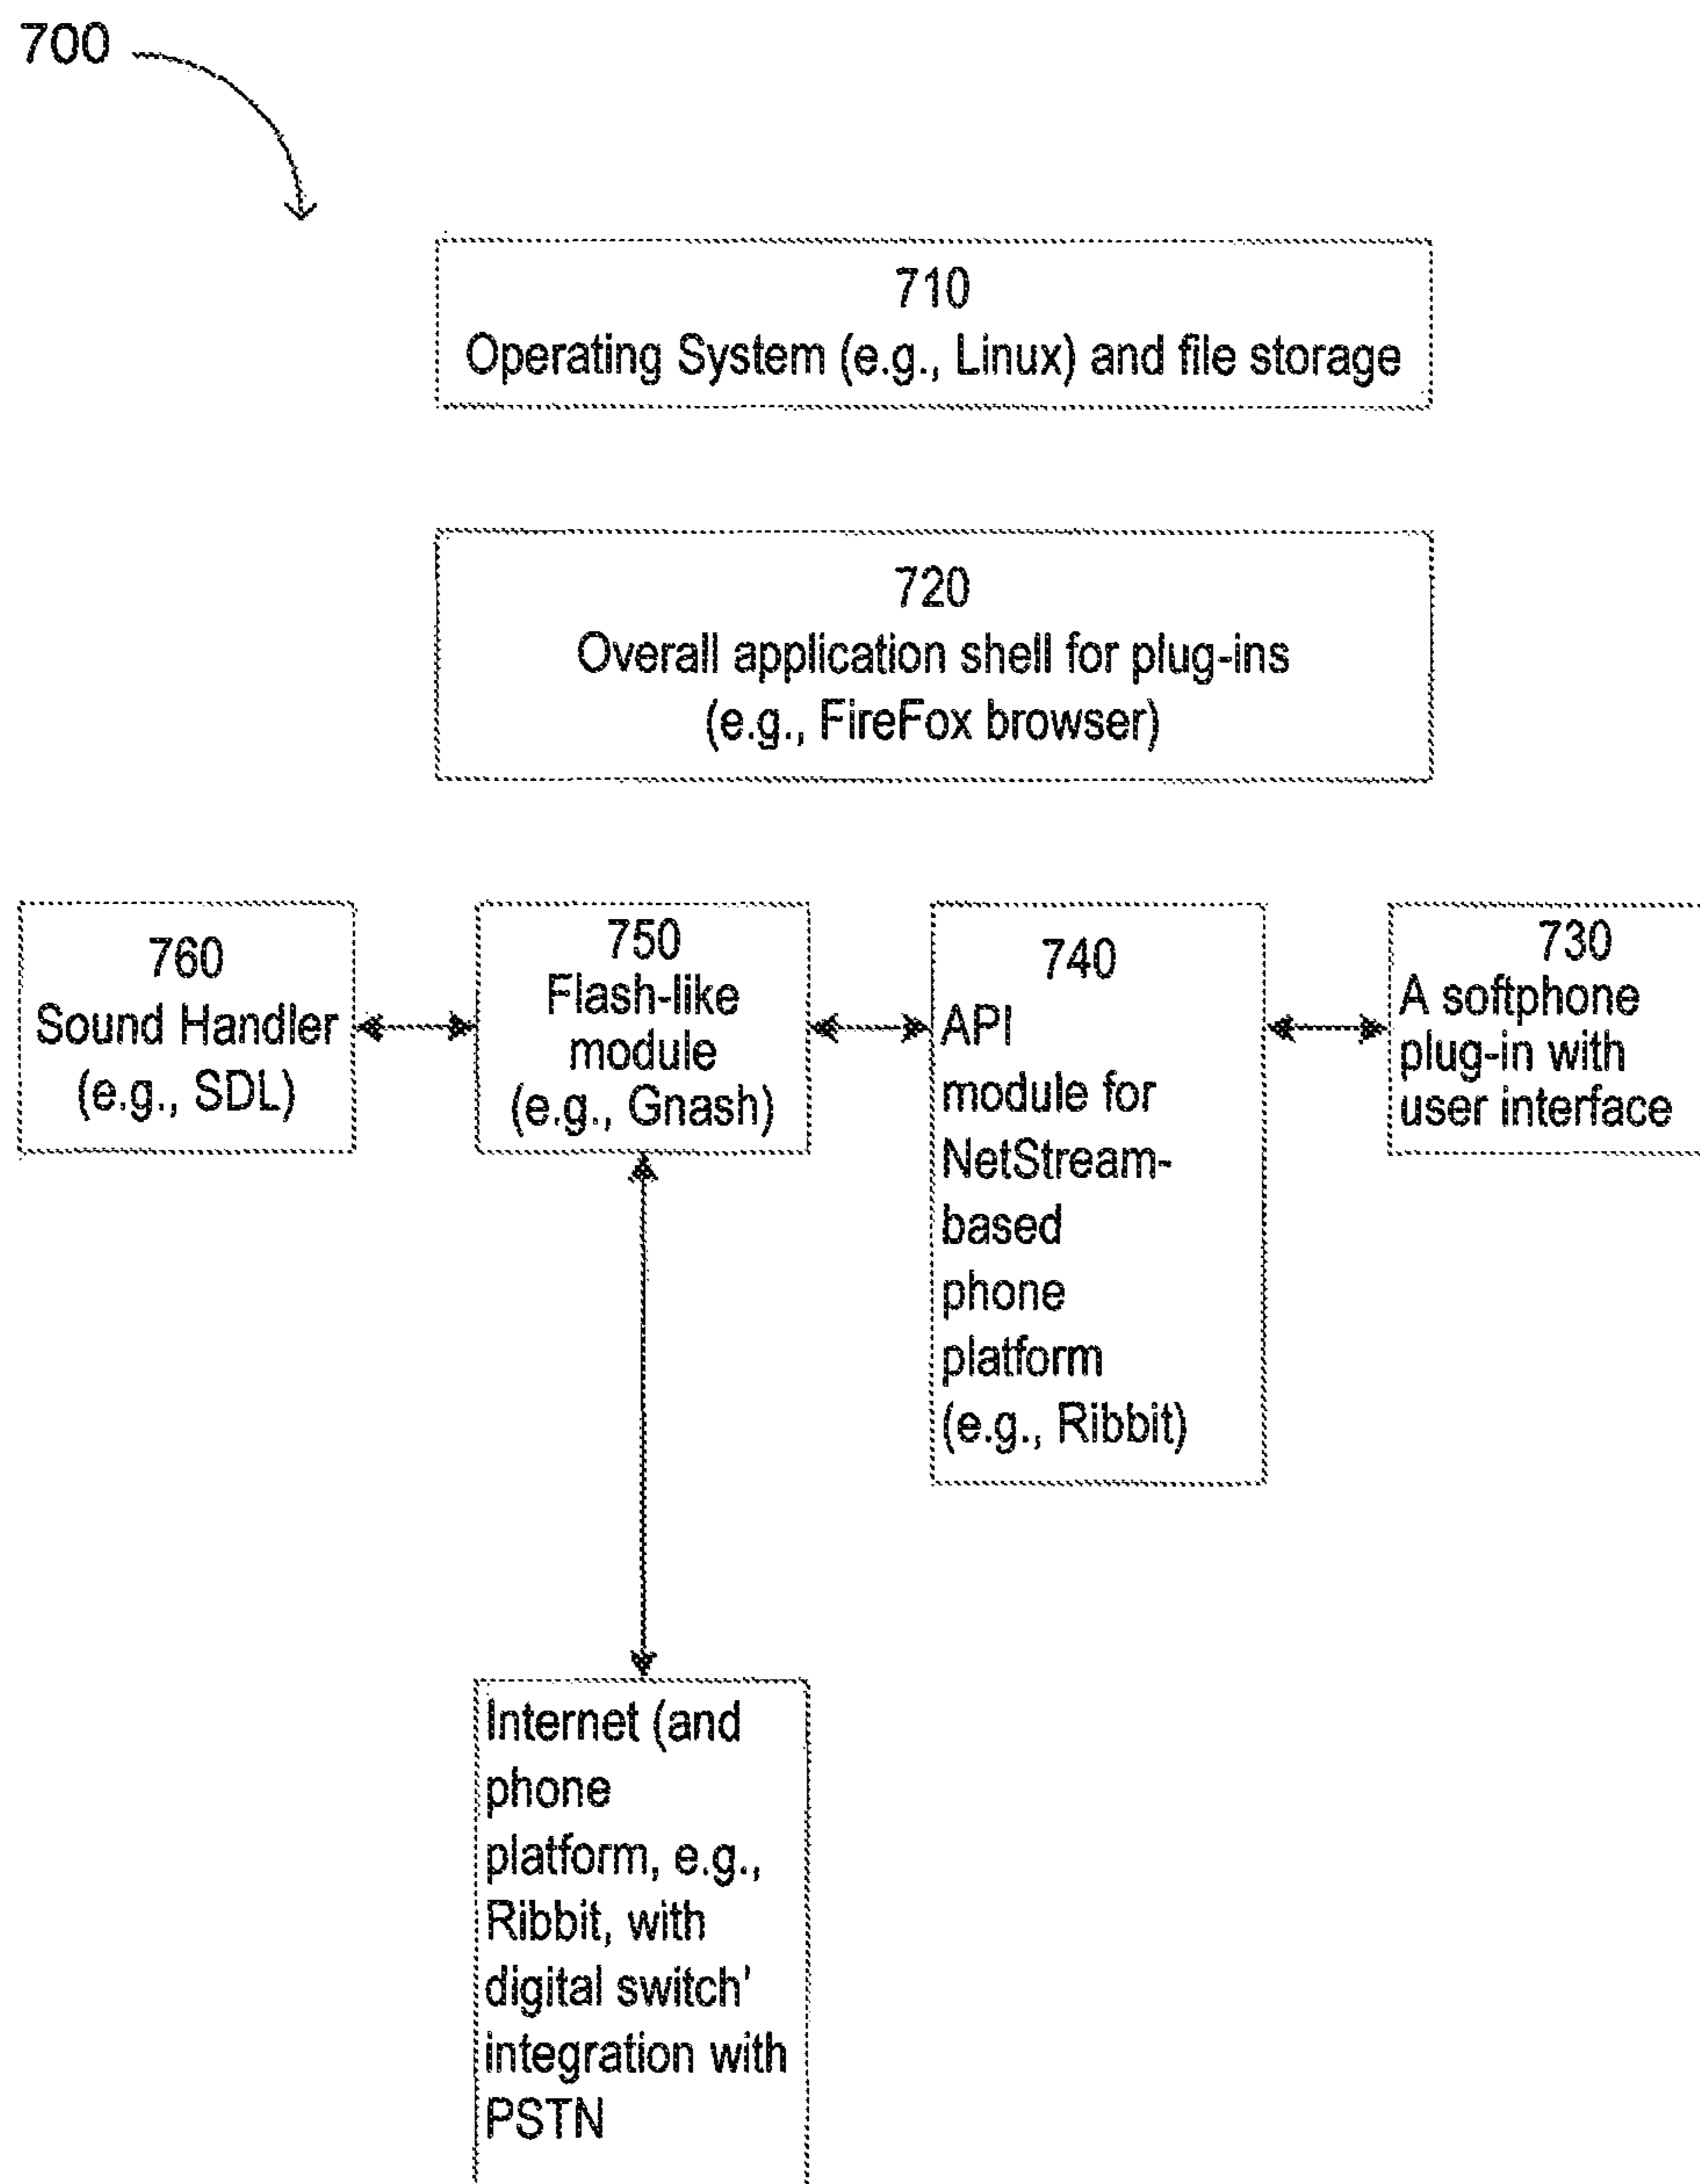 700
710
Operating System (e.g., Linux) and file storage
720
Overall application shell for plug-ins
(e.g., FireFox browser)
760
Sound Handler
(e.g., SDL)
750
Flash-like
module
(e.g., Gnash)
740
API
module for
NetStream-
based
phone
platform
(e.g., Ribbit)
730
A softphone
plug-in with
user interface
Internet (and
phone
platform, e.g.,
Ribbit, with
digital switch'
integration with
PSTN